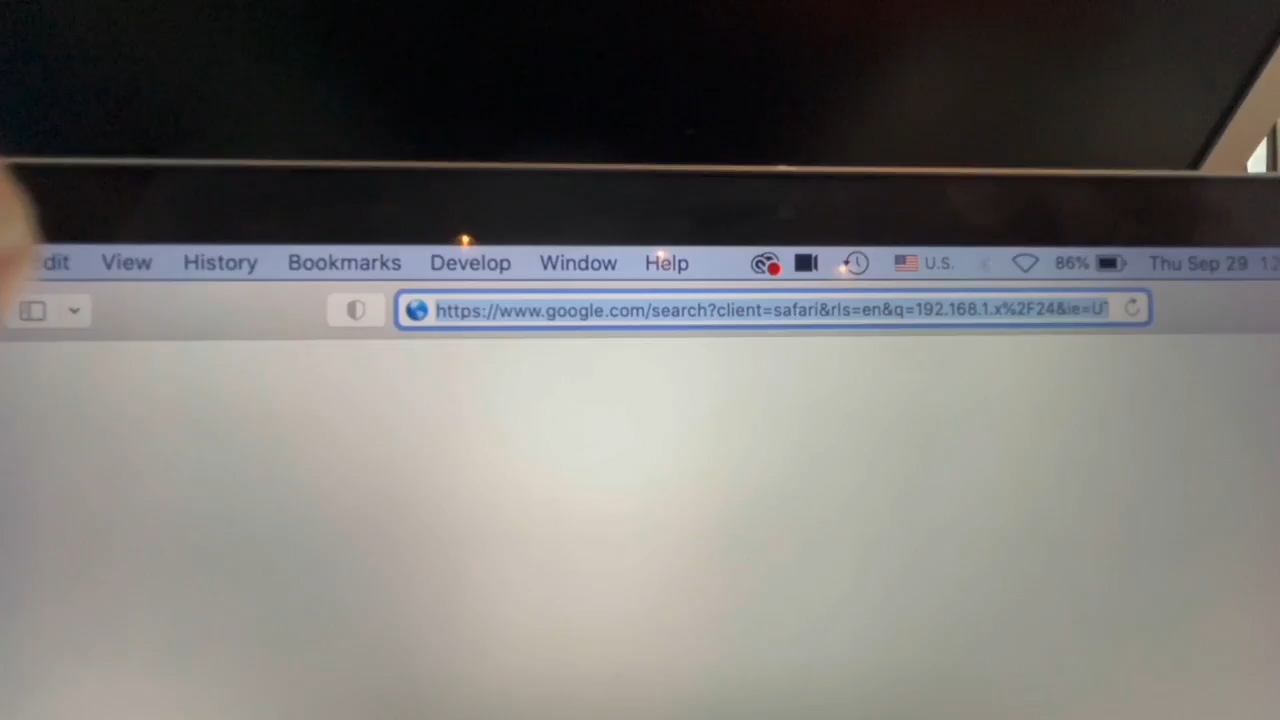 dit View History Bookmarks Develop Window Help U.S. 86% Thu Sep 29
https://www.google.com/search?client=safari&rls=en&q=192.168.1.x%2F24&ie=U